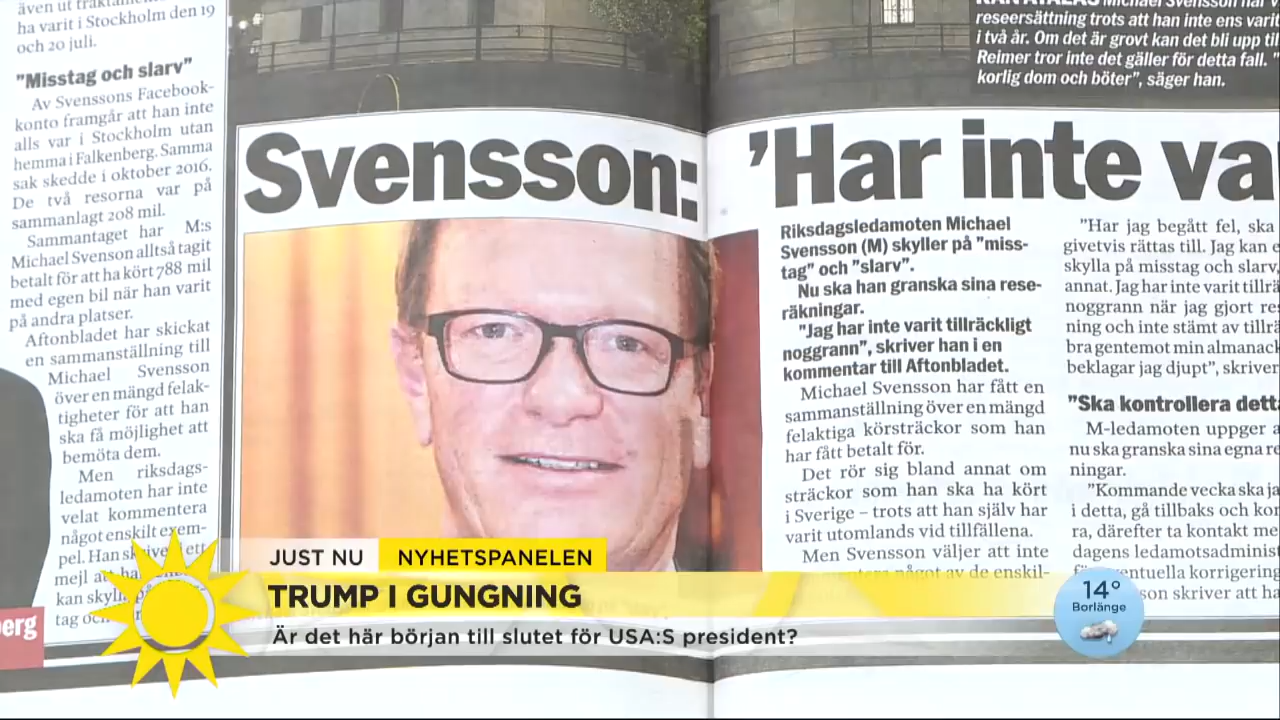 även ut
ha varit i Stockholm den 19
och 20 juli.
"Misstag och slarv"
Av Svenssons Facebook-
konto framgår att han inte
alls var i Stockholm utan
hemma i Falkenberg. Samma
sak skedde i oktober 2016.
De två resorna var på
sammanlagt 208 mil.
Sammantaget har M:s
Michael Svenson alltså tagit
betalt för att ha kört 788 mil
med egen bil när han varit
på andra platser.
Aftonbladet har skickat
en sammanställning till
Michael Svensson
över en mängd felak-
tigheter för att han
ska få möjlighet att
bemöta dem.
Men riksdags-
ledamoten har inte
velat kommentera
något enskilt exem-
pel. Han ett
mejl
kan
tag
erg
Svensson:
'Har inte va
reseersättning trots att han inte ens varit
i två år. Om det är grovt kan det bli upp til
Reimer tror inte det gäller för detta fall. "
korlig dom och böter", säger han.
Riksdagsledamoten Michael
Svensson (M) skyller på "miss-
tag" och "slarv".
Nu ska han granska sina rese-
räkningar.
"Jag har inte varit tillräckligt
noggrann", skriver han i en
kommentar till Aftonbladet.
Michael Svensson har fått en
sammanställning över en mängd
felaktiga körsträckor som han
har fått betalt för.
Det rör sig bland annat om
sträckor som han ska ha kört
i Sverige – trots att han själv har
varit utomlands vid tillfällena.
Men Svensson väljer att inte
något av de enskil-
"Har jag begått fel, ska
givetvis rättas till. Jag kan e
skylla på misstag och slarv,
annat. Jag har inte varit tillrä
noggrann när jag gjort re
ning och inte stämt av tillrä
bra gentemot min almanack
beklagar jag djupt", skriver
"Ska kontrollera detta
M-ledamoten uppger a
nu ska granska sina egna re
ningar.
"Kommande vecka ska ja
i detta, gå tillbaks och kon
ra, därefter ta kontakt me
dagens ledamotsadminis
eventuella korrigering
son skriver att ha
JUST NU
NYHETSPANELEN
TRUMP I GUNGNING
Är det här början till slutet för USA:S president?
14°
Borlänge